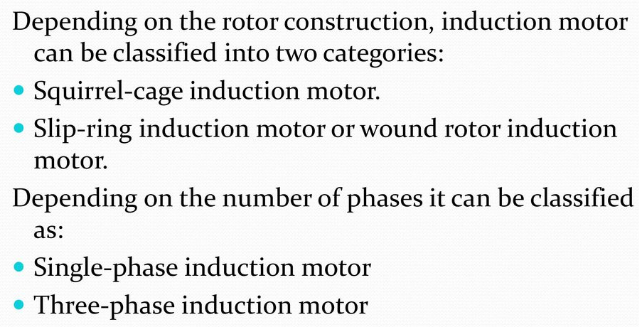 Depending on the rotor construction, induction motor
can be classified into two categories:
• Squirrel-cage induction motor.
• Slip-ring induction motor or wound rotor induction
motor.
Depending on the number of phases it can be classified
as:
• Single-phase induction motor
• Three-phase induction motor